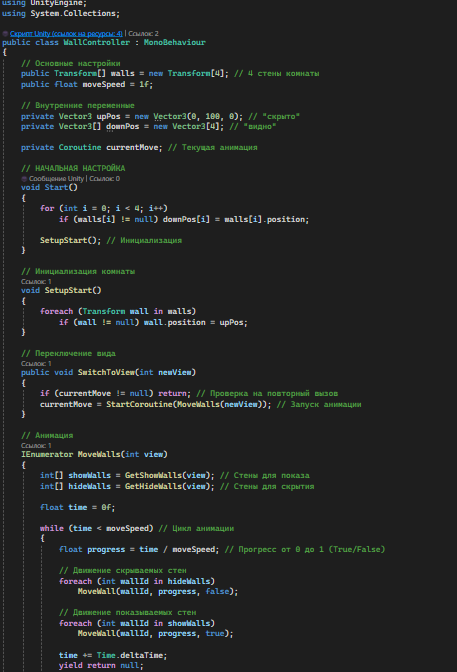 using UnityEngine;
using System.Collections;
Скрипт Unity (ссылок на ресурсы: 4) | Ссылок: 2
public class WallController : MonoBehaviour
{
// Основные настройки
public Transform[] walls = new Transform[4]; // 4 стены комнаты
public float moveSpeed = 1f;
// Внутренние переменные
private Vector3 upPos = new Vector3(0, 100, 0); // "скрыто"
private Vector3[] downPos = new Vector3[4]; // "видно"
private Coroutine currentMove; // Текущая анимация
// НАЧАЛЬНАЯ НАСТРОЙКА
Сообщение Unity | Ссылок: 0
void Start()
{
for (int i = 0; i < 4; i++)
if (walls[i] != null) downPos[i] = walls[i].position;
SetupStart(); // Инициализация
}
// Инициализация комнаты
Ссылок: 1
void SetupStart()
{
foreach (Transform wall in walls)
if (wall != null) wall.position = upPos;
}
// Переключение вида
Ссылок: 1
public void SwitchToView(int newView)
{
if (currentMove != null) return; // Проверка на повторный вызов
currentMove = StartCoroutine(MoveWalls(newView)); // Запуск анимации
}
// Анимация
Ссылок: 1
IEnumerator MoveWalls(int view)
{
int[] showWalls = GetShowWalls(view); // Стены для показа
int[] hideWalls = GetHideWalls(view); // Стены для скрытия
float time = 0f;
while (time < moveSpeed) // Цикл анимации
{
float progress = time / moveSpeed; // Прогресс от 0 до 1 (True/False)
// Движение скрываемых стен
foreach (int wallId in hideWalls)
MoveWall(wallId, progress, false);
// Движение показываемых стен
foreach (int wallId in showWalls)
MoveWall(wallId, progress, true);
time += Time.deltaTime;
yield return null;